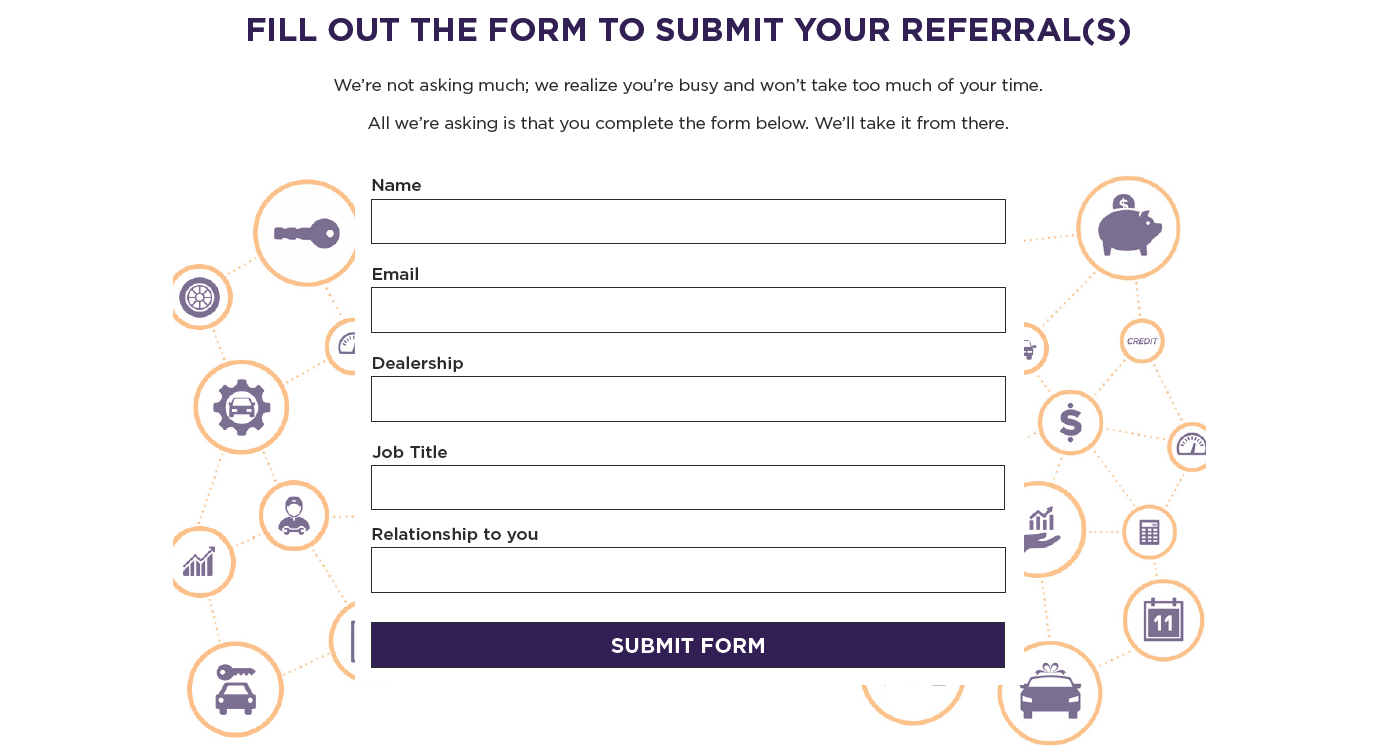 FILL OUT THE FORM TO SUBMIT YOUR REFERRAL(S)
We're not asking much; we realize you're busy and won't take too much of your time.
All we're asking is that you complete the form below. We'll take it from there.
Name
Email
Dealership
Job Title
Relationship to you
SUBMIT FORM
$
CREDIT
$
11